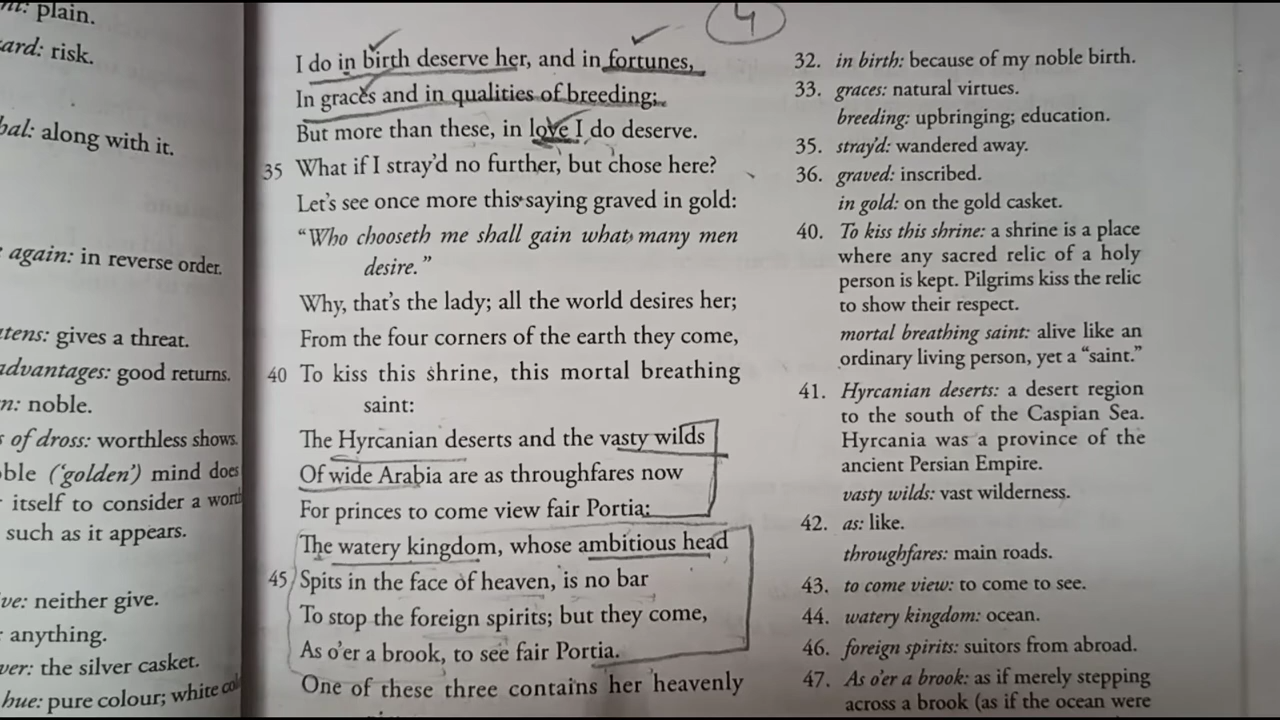 plain.
ard: risk.
bal: along with it.
again: in reverse order.
tens: gives a threat.
advantages: good returns.
n: noble.
s of dross: worthless shows.
ble ('golden') mind does
itself to consider a wort
such as it appears.
ve: neither give.
anything.
ver: the silver casket.
hue: pure colour; white col
4
I do in birth deserve her, and in fortunes,
In graces and in qualities of breeding;
But more than these, in love I do deserve.
35 What if I stray'd no further, but chose here?
Let's see once more this saying graved in gold:
"Who chooseth me shall gain what many men
desire."
Why, that's the lady; all the world desires her;
From the four corners of the earth they come,
40 To kiss this shrine, this mortal breathing
saint:
The Hyrcanian deserts and the vasty wilds
Of wide Arabia are as throughfares now
For princes to come view fair Portia:
The watery kingdom, whose ambitious head
45 Spits in the face of heaven, is no bar
To stop the foreign spirits; but they come,
As o'er a brook, to see fair Portia.
One of these three contains her heavenly
32. in birth: because of my noble birth.
33. graces: natural virtues.
breeding: upbringing; education.
35. stray'd: wandered away.
36. graved: inscribed.
in gold: on the gold casket.
40. To kiss this shrine: a shrine is a place
where any sacred relic of a holy
person is kept. Pilgrims kiss the relic
to show their respect.
mortal breathing saint: alive like an
ordinary living person, yet a "saint."
41. Hyrcanian deserts: a desert region
to the south of the Caspian Sea.
Hyrcania was a province of the
ancient Persian Empire.
vasty wilds: vast wilderness.
42. as: like.
throughfares: main roads.
43. to come view: to come to see.
44. watery kingdom: ocean.
46. foreign spirits: suitors from abroad.
47. As o'er a brook: as if merely stepping
across a brook (as if the ocean were